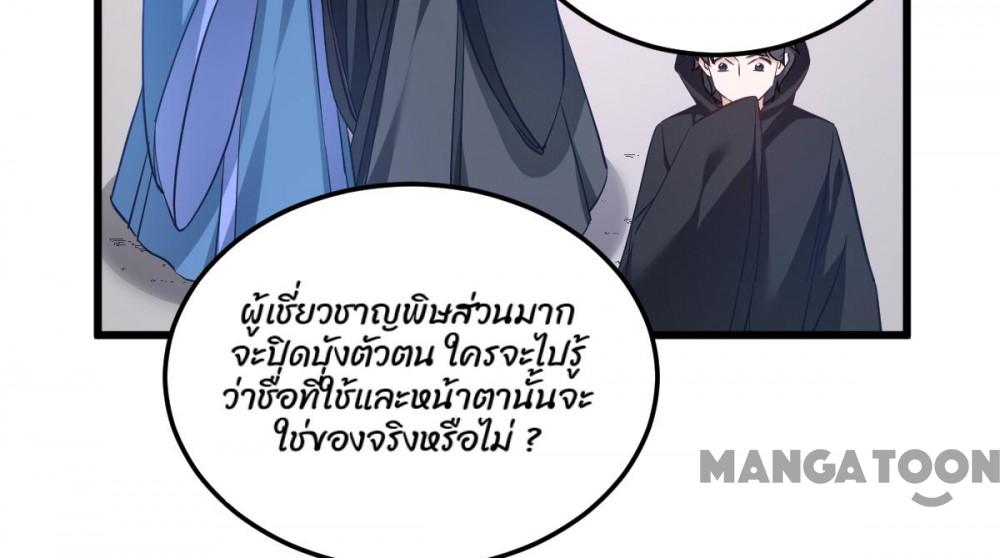 ผู้เชี่ยวชาญพิษส่วนมาก
จะปิดบังตัวตน ใครจะไปรู้
ว่าชื่อที่ใช้และหน้าตานั้นจะ
ใช่ของจริงหรือไม่ ?
MANGATOON